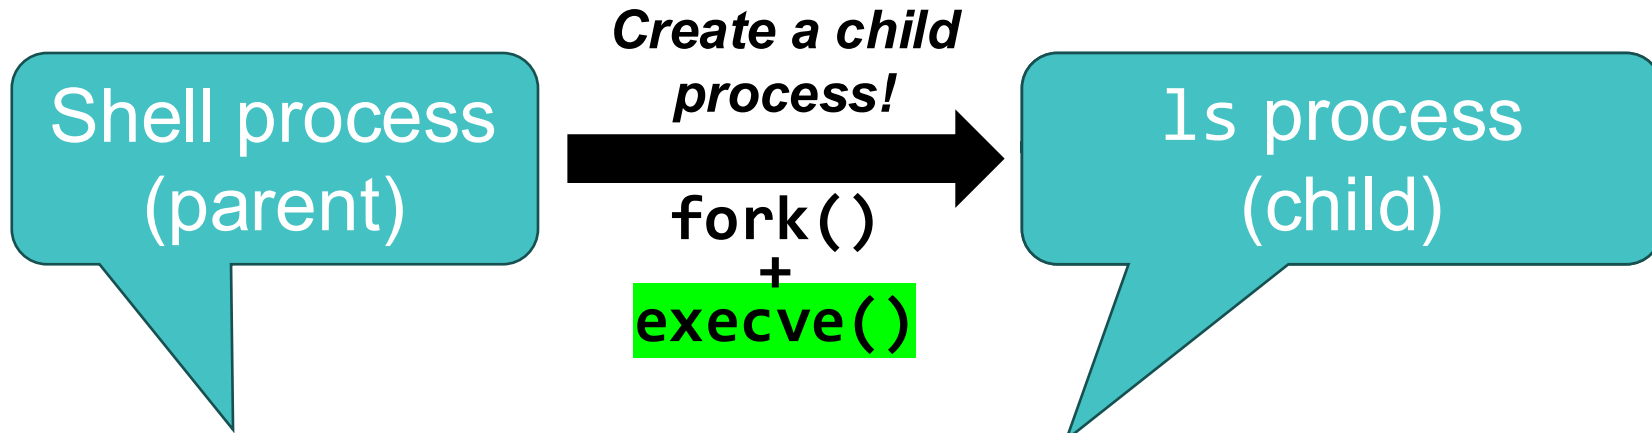 Create a child
process!
Shell process
(parent)
fork()
+
execve()
ls process
(child)